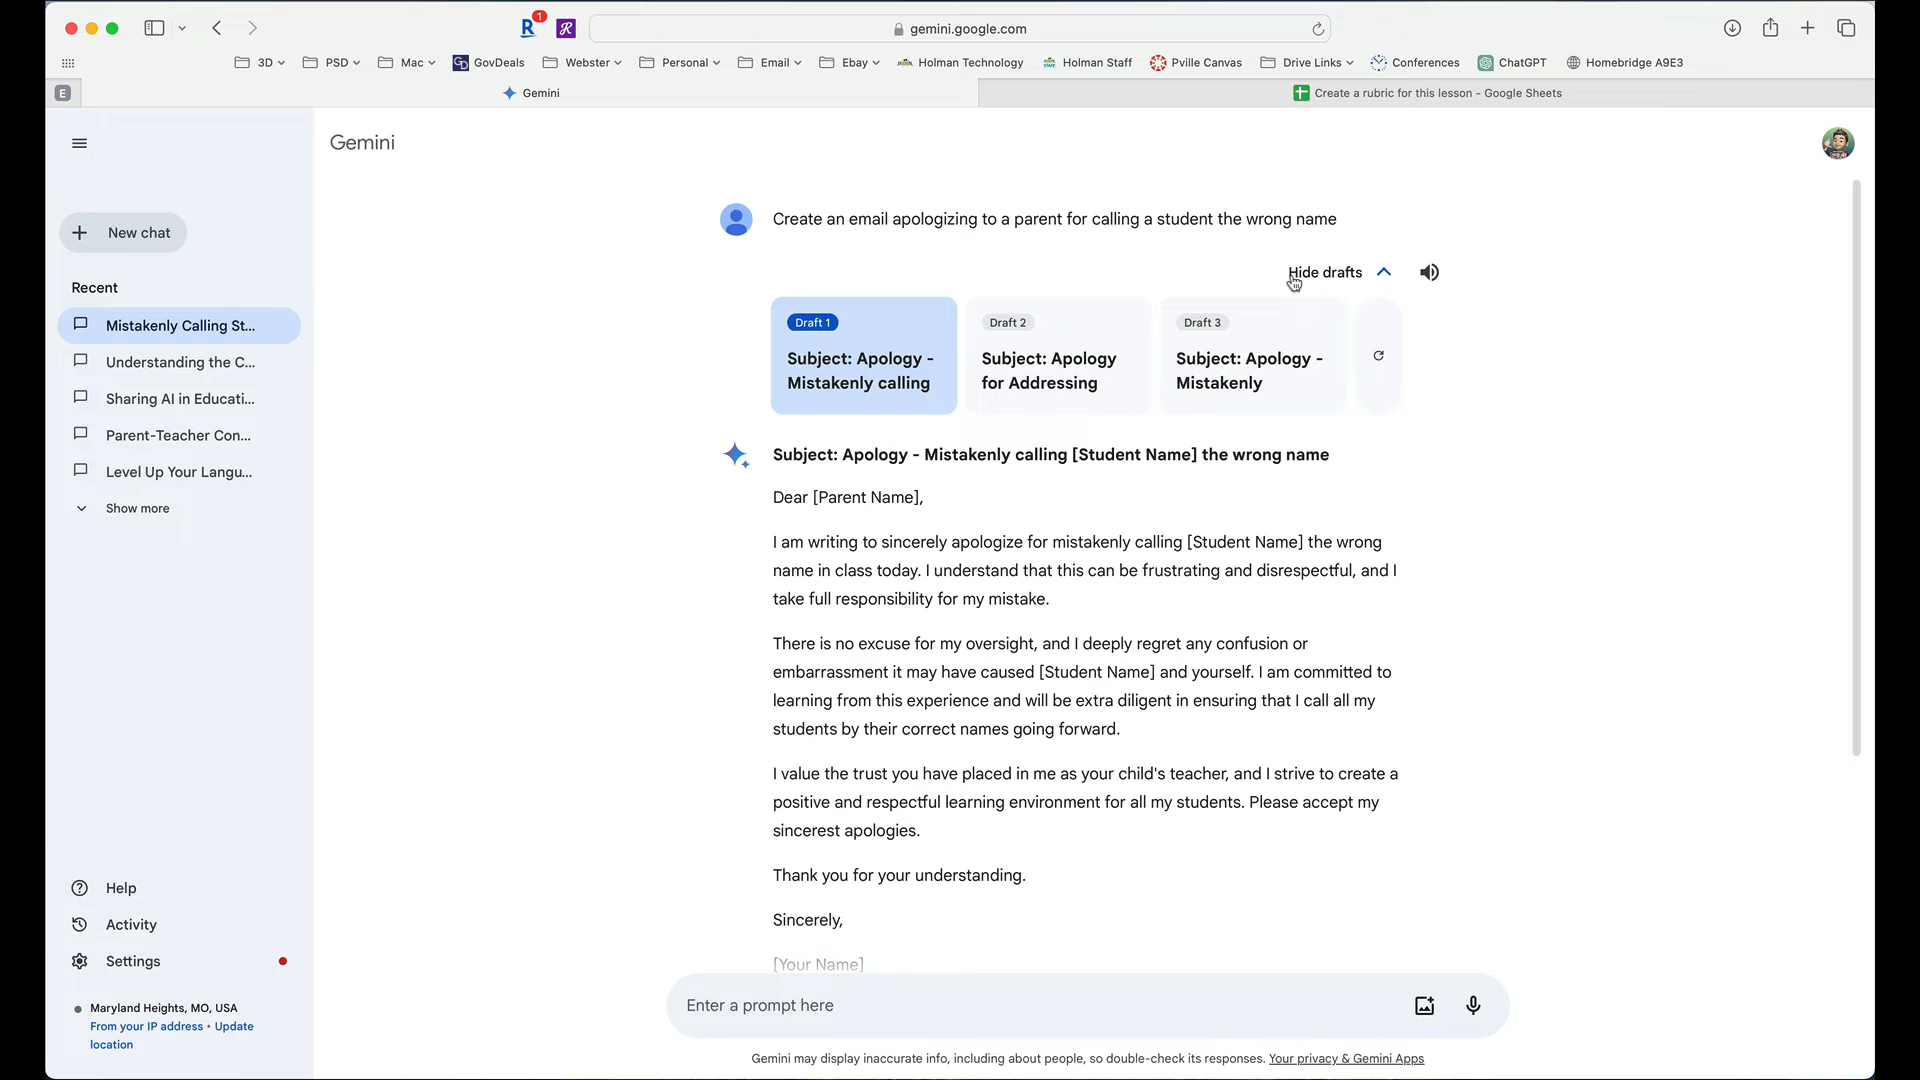 1
gemini.google.com
3D
PSD
Mac
GovDeals
Webster
Personal
Email
Ebay
Holman Technology
Holman Staff
Pville Canvas
Drive Links
Conferences
ChatGPT
Homebridge A9E3
E
Gemini
Create a rubric for this lesson - Google Sheets
Gemini
New chat
Recent
Mistakenly Calling St...
Understanding the C...
Sharing AI in Educati...
Parent-Teacher Con...
Level Up Your Langu...
Show more
Help
Activity
Settings
Maryland Heights, MO, USA
From your IP address • Update
location
Create an email apologizing to a parent for calling a student the wrong name
Hide drafts
Draft 1
Subject: Apology -
Mistakenly calling
Draft 2
Subject: Apology
for Addressing
Draft 3
Subject: Apology -
Mistakenly
Subject: Apology - Mistakenly calling [Student Name] the wrong name
Dear [Parent Name],
I am writing to sincerely apologize for mistakenly calling [Student Name] the wrong
name in class today. I understand that this can be frustrating and disrespectful, and I
take full responsibility for my mistake.
There is no excuse for my oversight, and I deeply regret any confusion or
embarrassment it may have caused [Student Name] and yourself. I am committed to
learning from this experience and will be extra diligent in ensuring that I call all my
students by their correct names going forward.
I value the trust you have placed in me as your child's teacher, and I strive to create a
positive and respectful learning environment for all my students. Please accept my
sincerest apologies.
Thank you for your understanding.
Sincerely,
[Your Name]
Enter a prompt here
Gemini may display inaccurate info, including about people, so double-check its responses. Your privacy & Gemini Apps